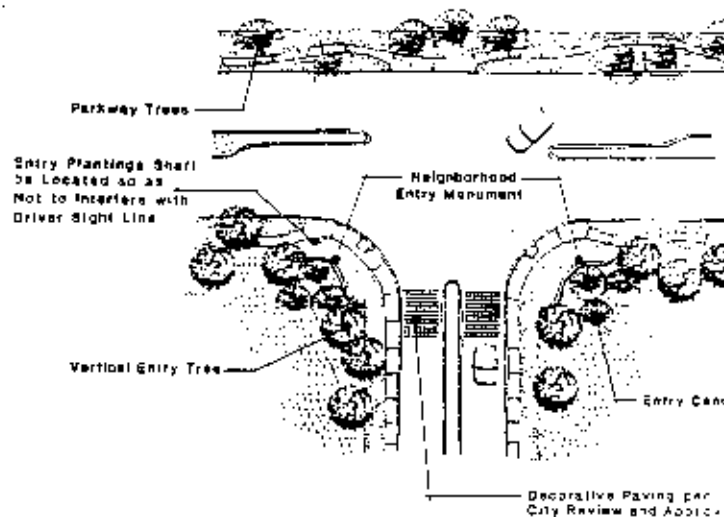 Parkway Trees
Entry Plantings Shall
be Located so as
Not to Interfere with
Driver Sight Line
Neighborhood
Entry Monument
Vertical Entry Tree
Entry
Decorative Paving per
City Review and